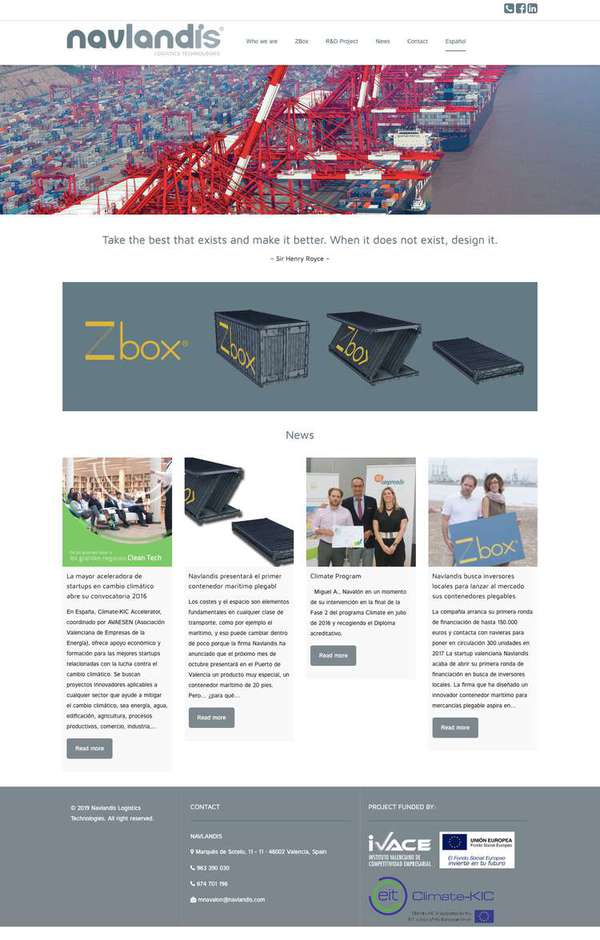 navlandis®
LOGISTICS TECHNOLOGIES
Who we are
ZBox
R&D Project
News
Contact
Español
Take the best that exists and make it better. When it does not exist, design it.
– Sir Henry Royce –
Zbox®
Zbox
Zbox
News
los grandes negocios Clean Tech
La mayor aceleradora de
startups en cambio climático
abre su convocatoria 2016
En España, Climate-KIC Accelerator,
coordinado por AVAESEN (Asociación
Valenciana de Empresas de la
Energía), ofrece apoyo económico y
formación para las mejores startups
relacionadas con la lucha contra el
cambio climático. Se buscan
proyectos innovadores aplicables a
cualquier sector que ayude a mitigar
el cambio climático, sea energía, agua,
edificación, agricultura, procesos
productivos, comercio, industria,...
Read more
Navlandis presentará el primer
contenedor marítimo plegabl
Los costes y el espacio son elementos
fundamentales en cualquier clase de
transporte, como por ejemplo el
marítimo, y eso puede cambiar dentro
de poco porque la firma Navlandis ha
anunciado que el próximo mes de
octubre presentará en el Puerto de
Valencia un producto muy especial, un
contenedor marítimo de 20 pies.
Pero... ¿para qué...
Read more
Climate Program
Miguel A., Navalón en un momento
de su intervención en la final de la
Fase 2 del programa Climate en julio
de 2016 y recogiendo el Diploma
acreditativo.
Read more
Zbox
Navlandis busca inversores
locales para lanzar al mercado
sus contenedores plegables
La compañía arranca su primera ronda
de financiación de hasta 150.000
euros y contacta con navieras para
poner en circulación 300 unidades en
2017 La startup valenciana Navlandis
acaba de abrir su primera ronda de
financiación en busca de inversores
locales. La firma que ha diseñado un
innovador contenedor marítimo para
mercancías plegable aspira en...
Read more
© 2019 Navlandis Logistics
Technologies. All right reserved.
CONTACT
NAVLANDIS
Marqués de Sotelo, 11 - 11 · 46002 Valencia, Spain
963 390 030
674 701 196
mnavalon@navlandis.com
PROJECT FUNDED BY:
IVACE
INSTITUTO VALENCIANO DE
COMPETITIVIDAD EMPRESARIAL
UNIÓN EUROPEA
Fondo Social Europeo
El Fondo Social Europeo
invierte en tu futuro
eit
Climate-KIC